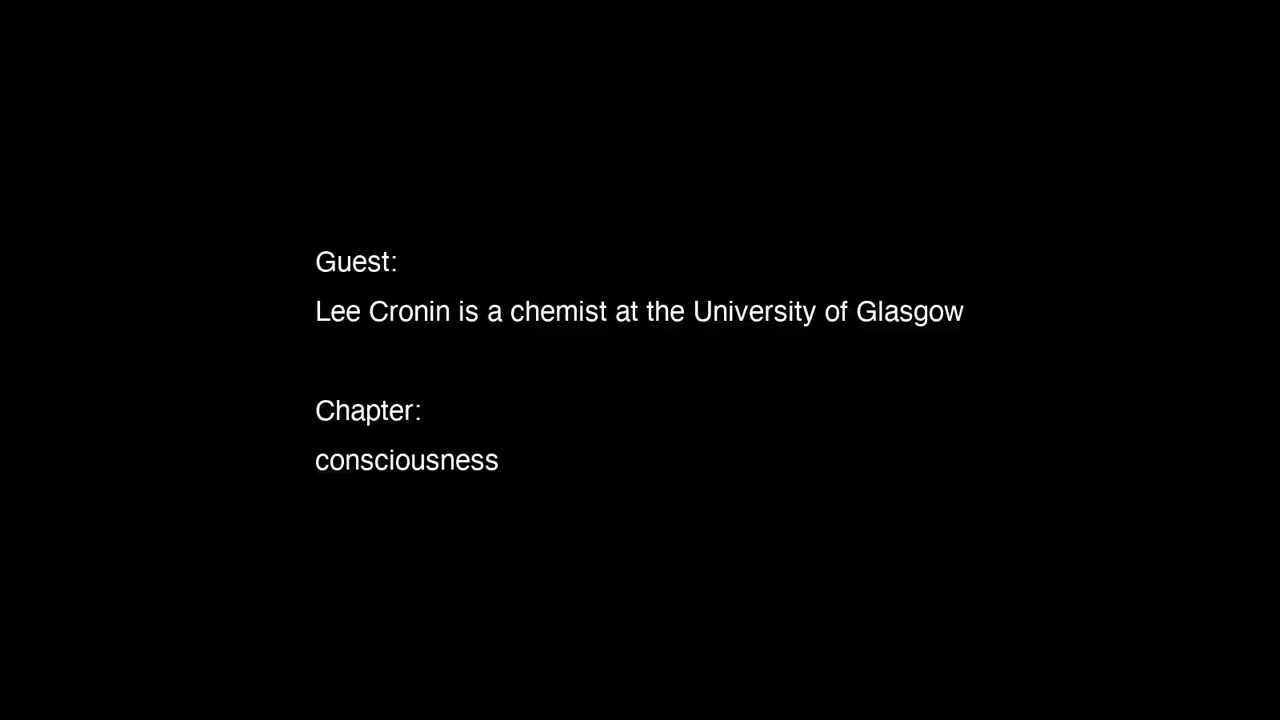 Guest:
Lee Cronin is a chemist at the University of Glasgow
Chapter:
consciousness